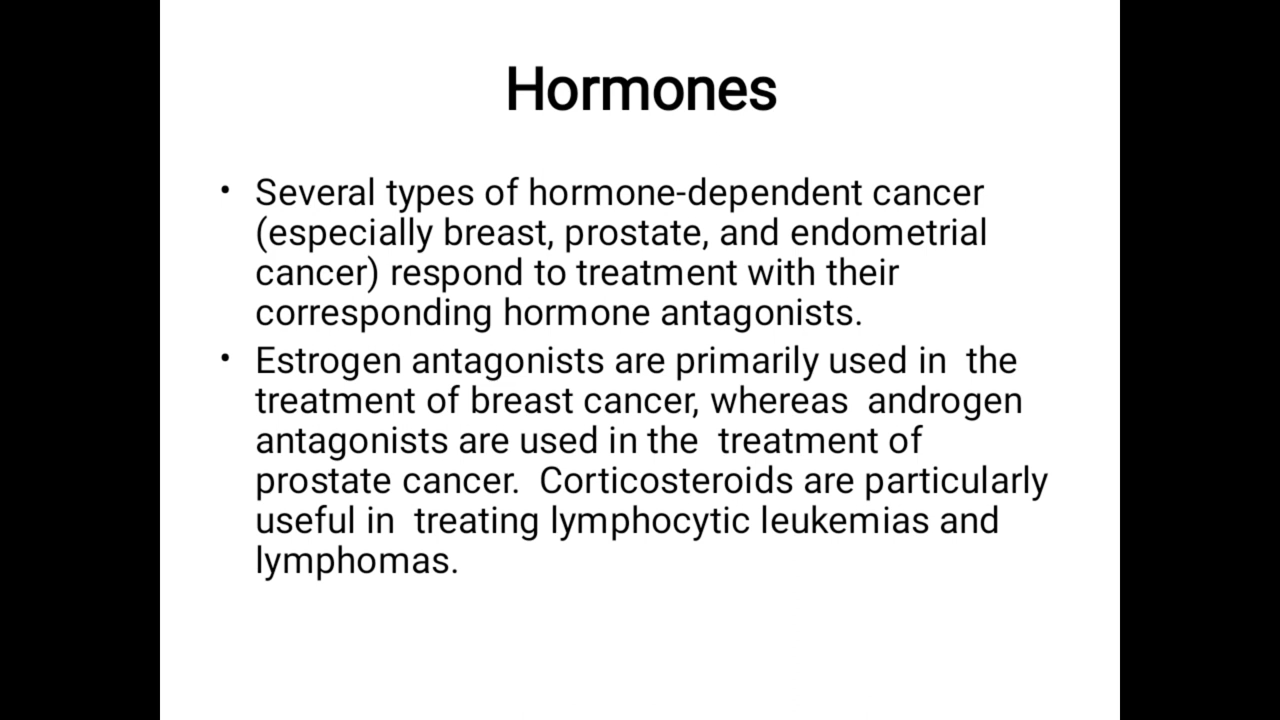 Hormones
• Several types of hormone-dependent cancer
(especially breast, prostate, and endometrial
cancer) respond to treatment with their
corresponding hormone antagonists.
• Estrogen antagonists are primarily used in  the
treatment of breast cancer, whereas  androgen
antagonists are used in the  treatment of
prostate cancer.  Corticosteroids are particularly
useful in  treating lymphocytic leukemias and
lymphomas.